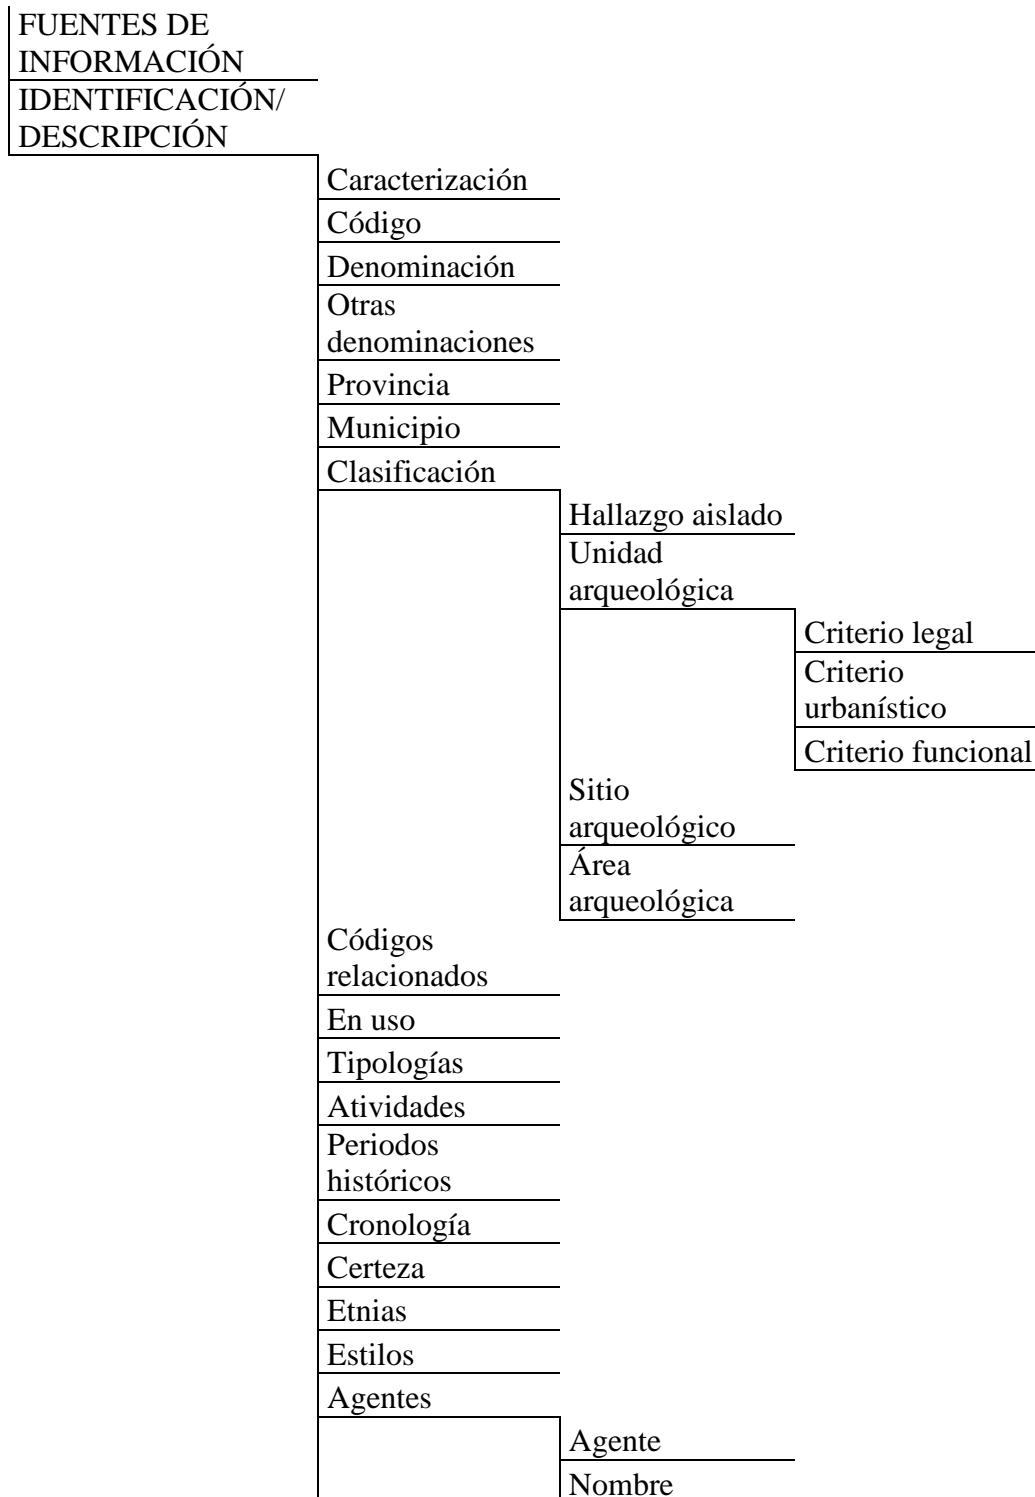 FUENTES DE
INFORMACIÓN
IDENTIFICACIÓN/
DESCRIPCIÓN
Caracterización
Código
Denominación
Otras
denominaciones
Provincia
Municipio
Clasificación
Hallazgo aislado
Unidad
arqueológica
Criterio legal
Criterio
urbanístico
Criterio funcional
Sitio
arqueológico
Área
arqueológica
Códigos
relacionados
En uso
Tipologías
Atividades
Periodos
históricos
Cronología
Certeza
Etnias
Estilos
Agentes
Agente
Nombre